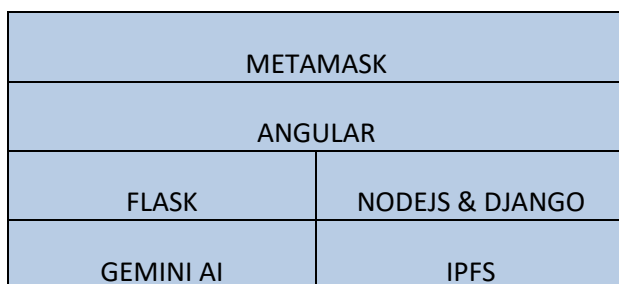 METAMASK
ANGULAR
FLASK
NODEJS & DJANGO
GEMINI AI
IPFS